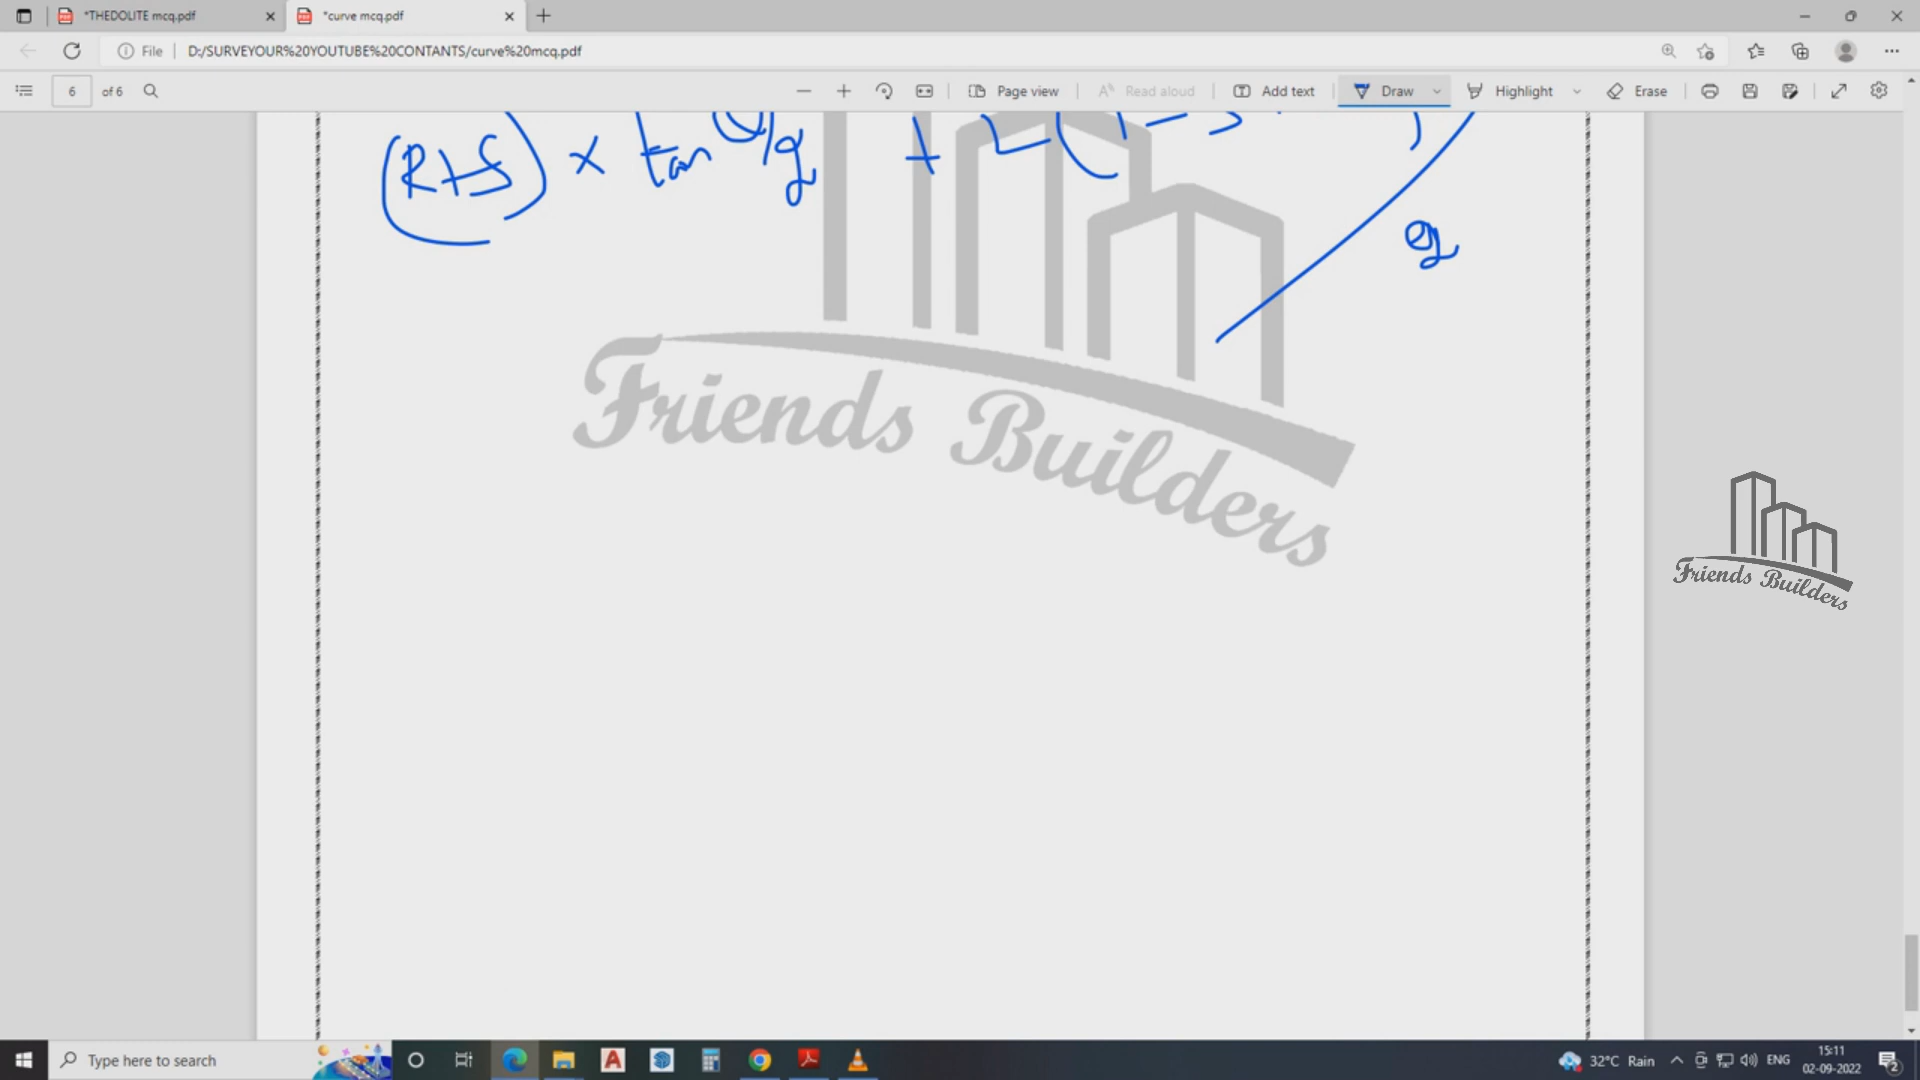 *THEDOLITE mcq.pdf
*curve mcq.pdf
File
D:/SURVEYOUR%20YOUTUBE%20CONTANTS/curve%20mcq.pdf
6 of 6
Page view
Read aloud
Add text
Draw
Highlight
Erase
(R+S) × tan
+ L (1 -
Friends Builders
Friends Builders
Type here to search
32°C Rain
ENG
15:11
02-09-2022
2